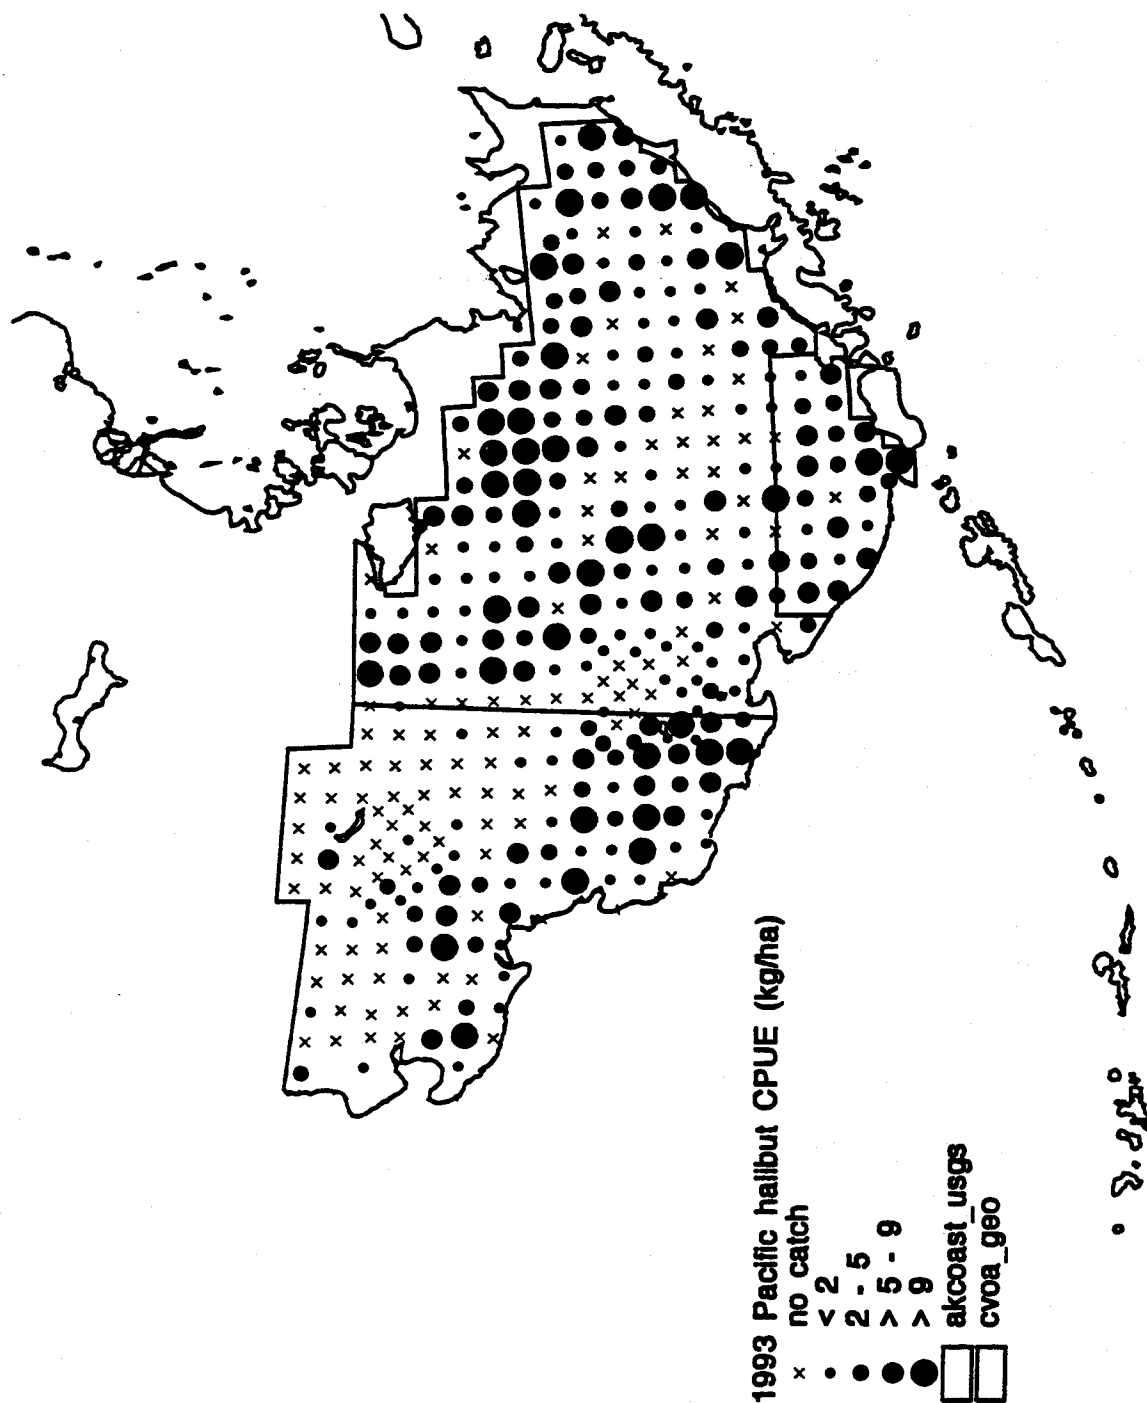 1993 Pacific halibut CPUE (kg/ha)
no catch
< 2
2 - 5
> 5 - 9
> 9
akcoast_usgs
cvoa_geo